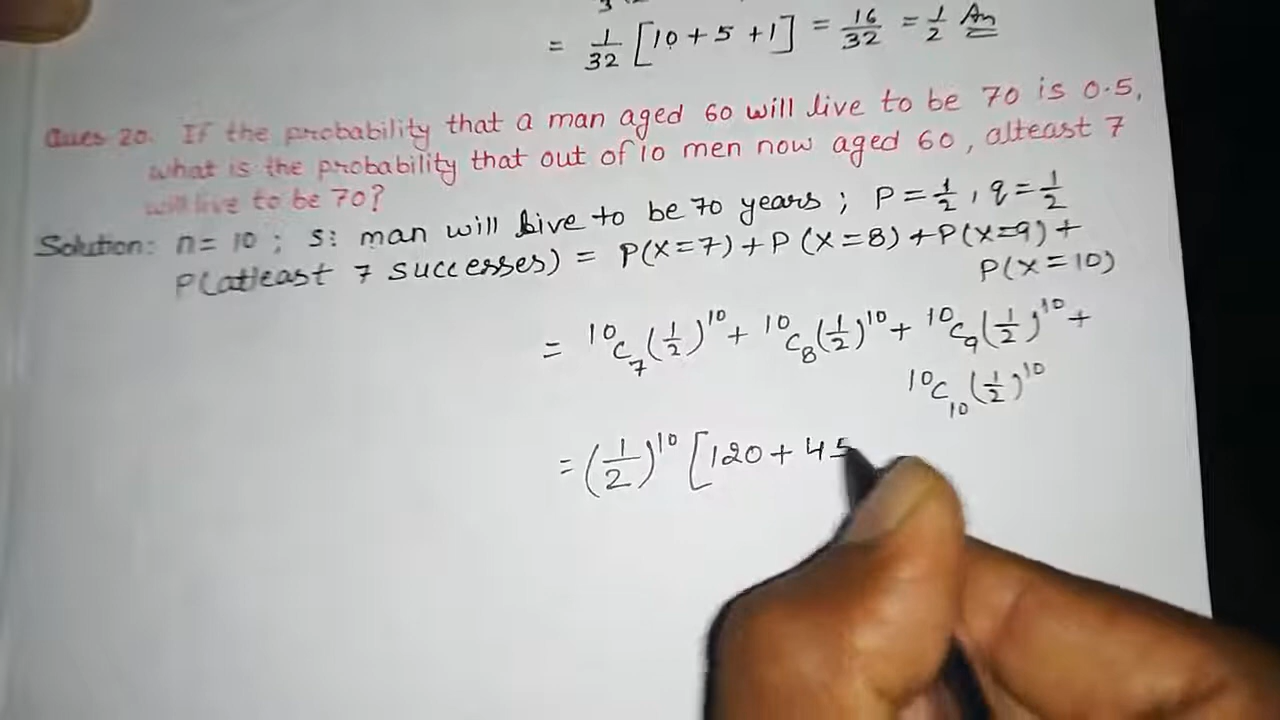 = 1/32 [10+5+1] = 16/32 = 1/2 An
Ques 20. If the probability that a man aged 60 will live to be 70 is 0.5,
what is the probability that out of 10 men now aged 60, alteast 7
will live to be 70?
Solution: n=10 ; S: man will live to be 70 years ; P=1/2, q=1/2
P(atleast 7 successes) = P(X=7)+P(X=8)+P(X=9)+
P(X=10)
= ¹⁰C₇(1/2)¹⁰ + ¹⁰C₈(1/2)¹⁰ + ¹⁰C₉(1/2)¹⁰ +
¹⁰C₁₀(1/2)¹⁰
= (1/2)¹⁰ [120+45